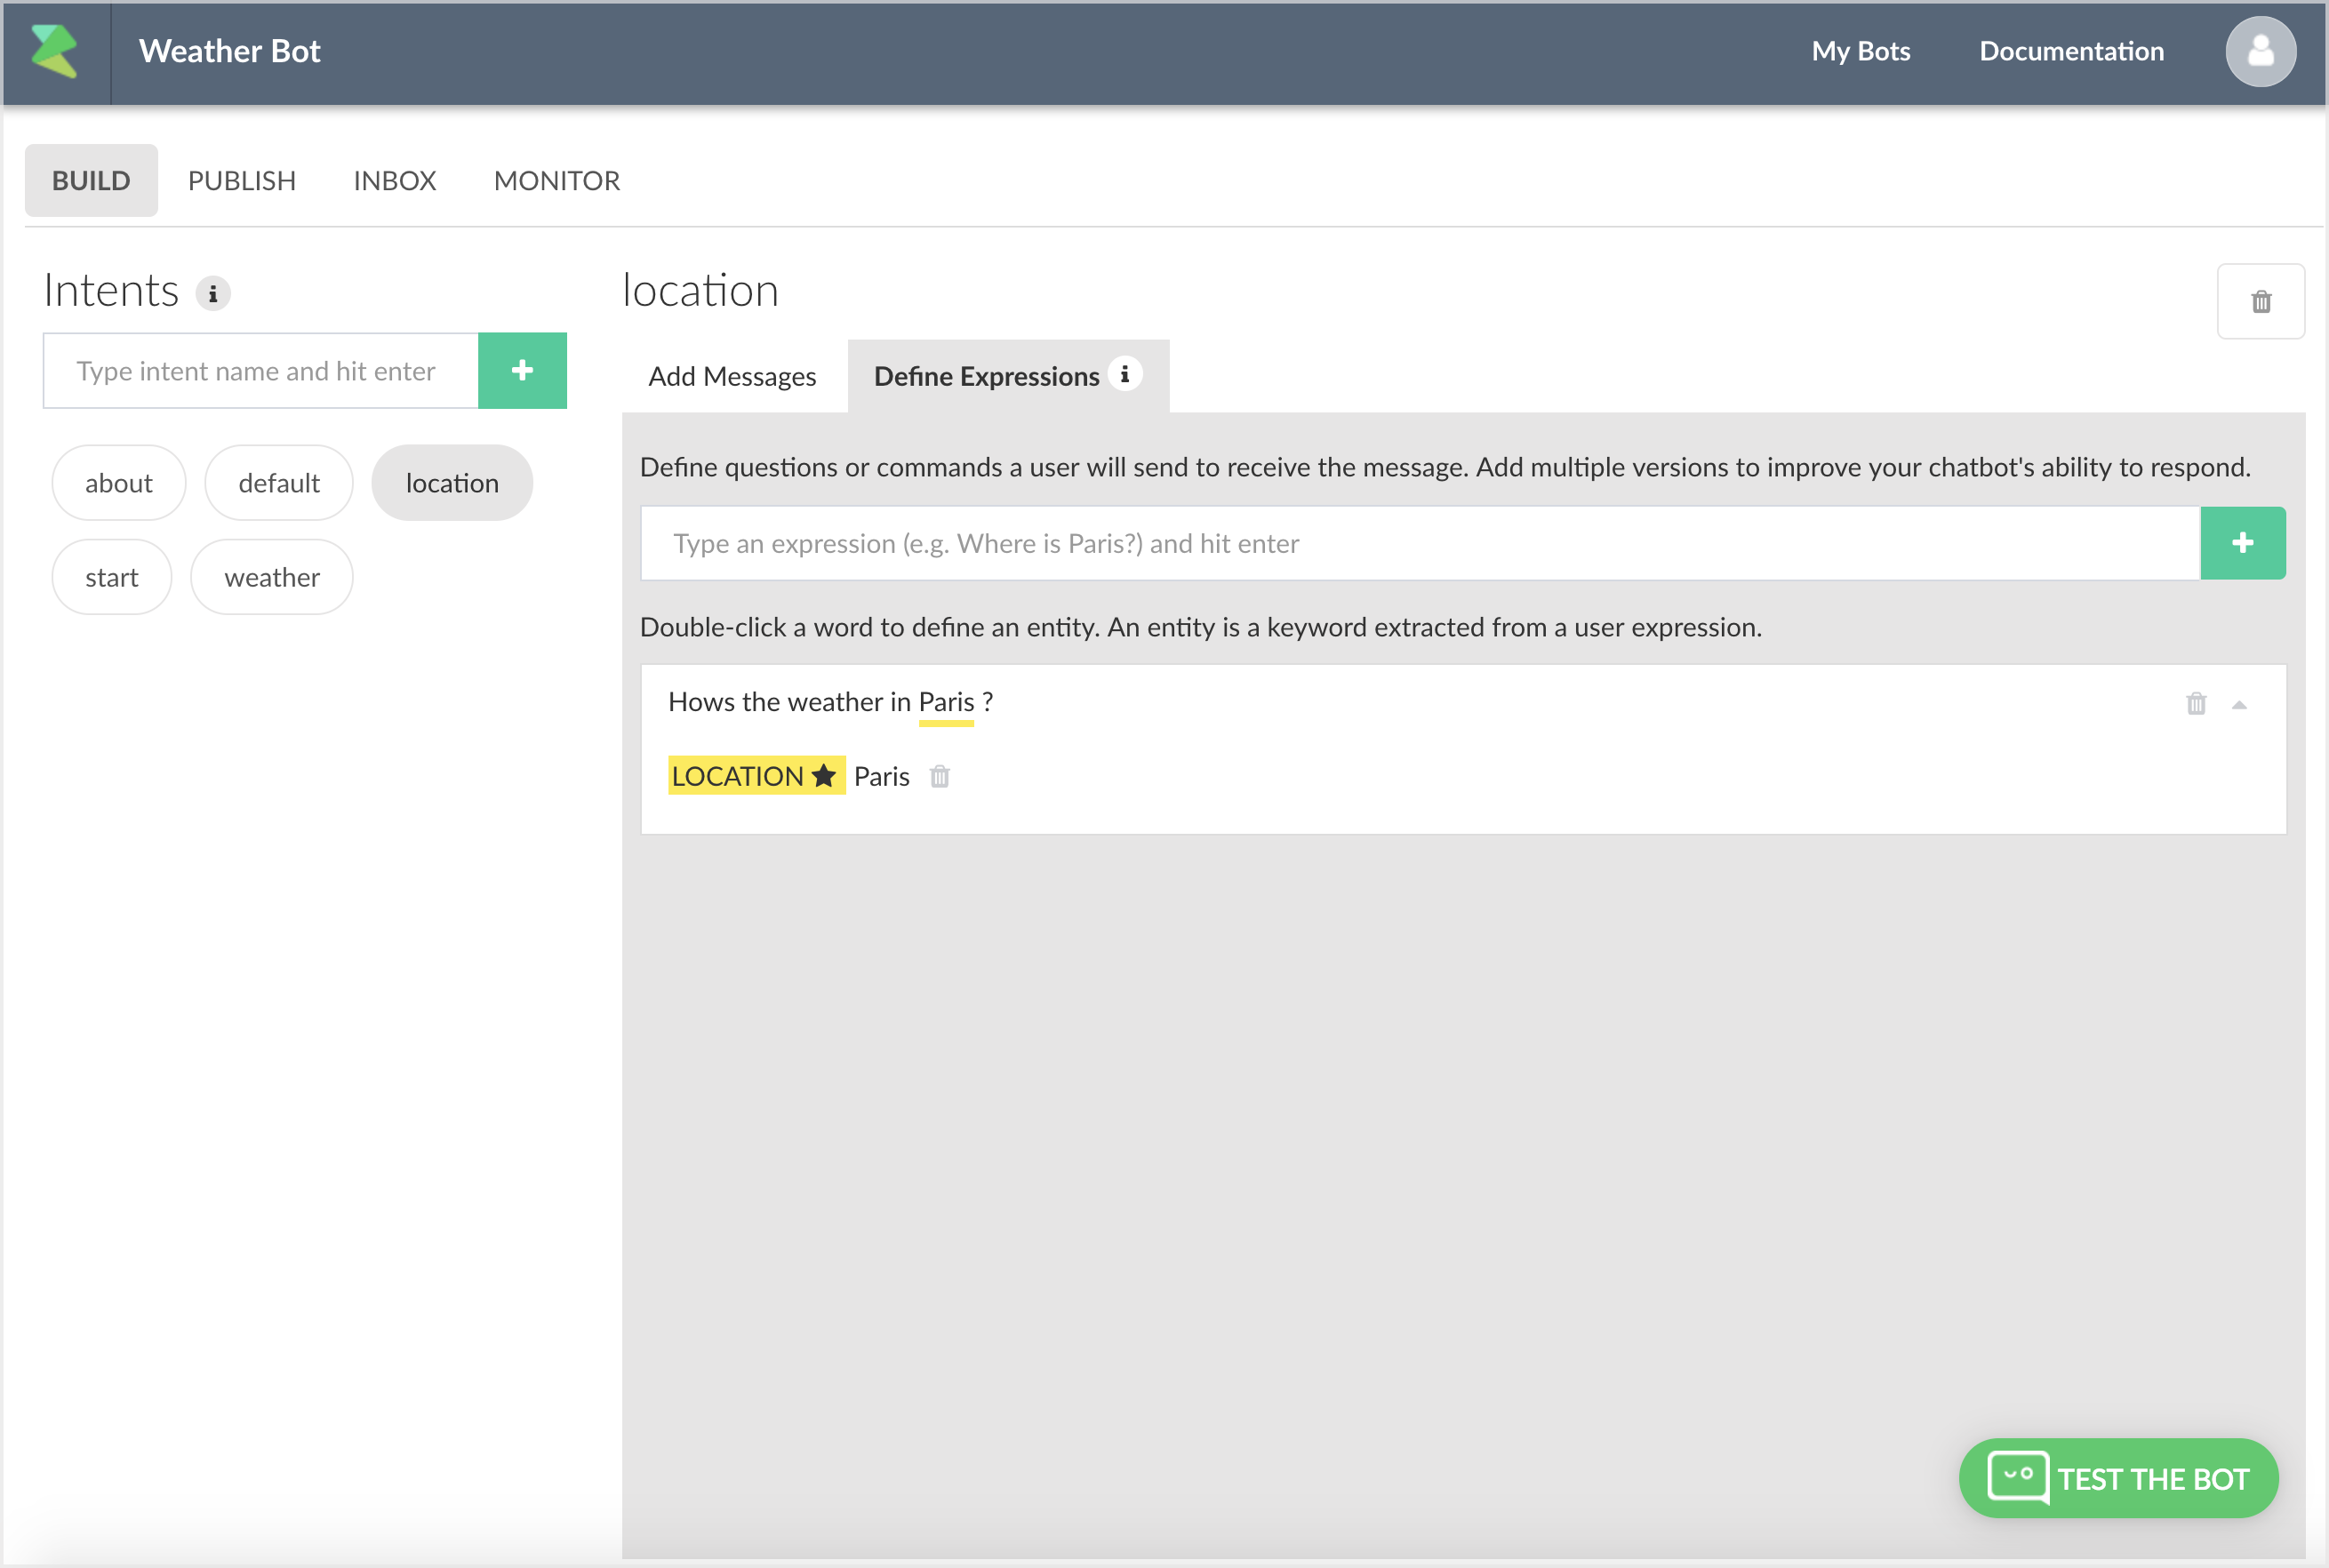 Weather Bot
My Bots
Documentation
BUILD
PUBLISH
INBOX
MONITOR
Intents
Type intent name and hit enter
about
default
location
start
weather
location
Add Messages
Define Expressions
Define questions or commands a user will send to receive the message. Add multiple versions to improve your chatbot's ability to respond.
Type an expression (e.g. Where is Paris?) and hit enter
Double-click a word to define an entity. An entity is a keyword extracted from a user expression.
Hows the weather in Paris ?
LOCATION ★ Paris
TEST THE BOT